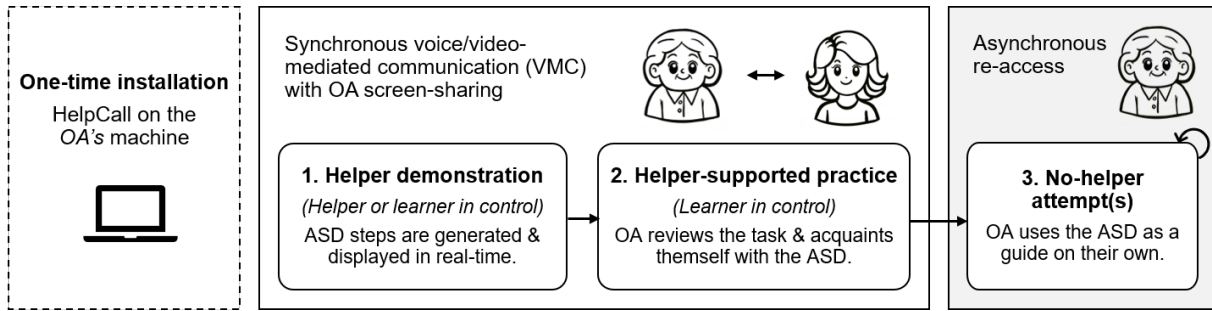 One-time installation
HelpCall on the
OA's machine
Synchronous voice/video-
mediated communication (VMC)
with OA screen-sharing
1. Helper demonstration
(Helper or learner in control)
ASD steps are generated &
displayed in real-time.
2. Helper-supported practice
(Learner in control)
OA reviews the task & acquaints
themself with the ASD.
Asynchronous
re-access
3. No-helper
attempt(s)
OA uses the ASD as a
guide on their own.